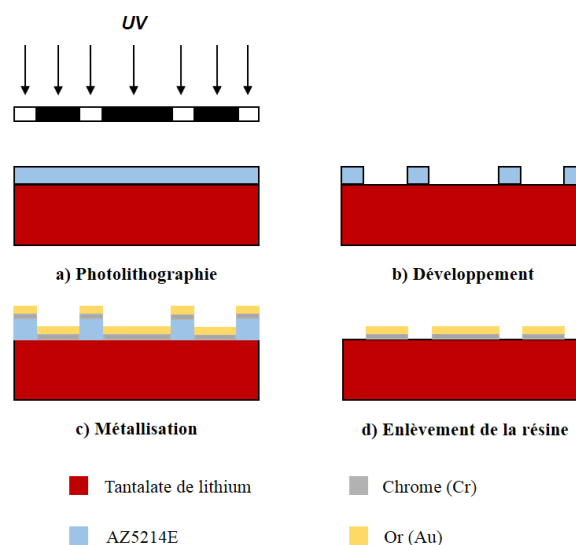 UV
a) Photolithographie
b) Développement
c) Métallisation
d) Enlèvement de la résine
Tantalate de lithium
Chrome (Cr)
AZ5214E
Or (Au)